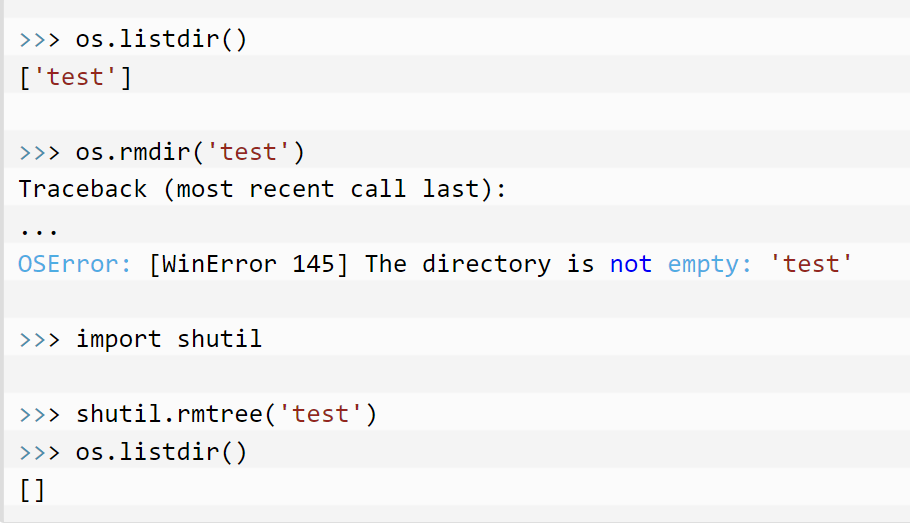 >>> os.listdir()
['test']
>>> os.rmdir('test')
Traceback (most recent call last):
...
OSError: [WinError 145] The directory is not empty: 'test'
>>> import shutil
>>> shutil.rmtree('test')
>>> os.listdir()
[]